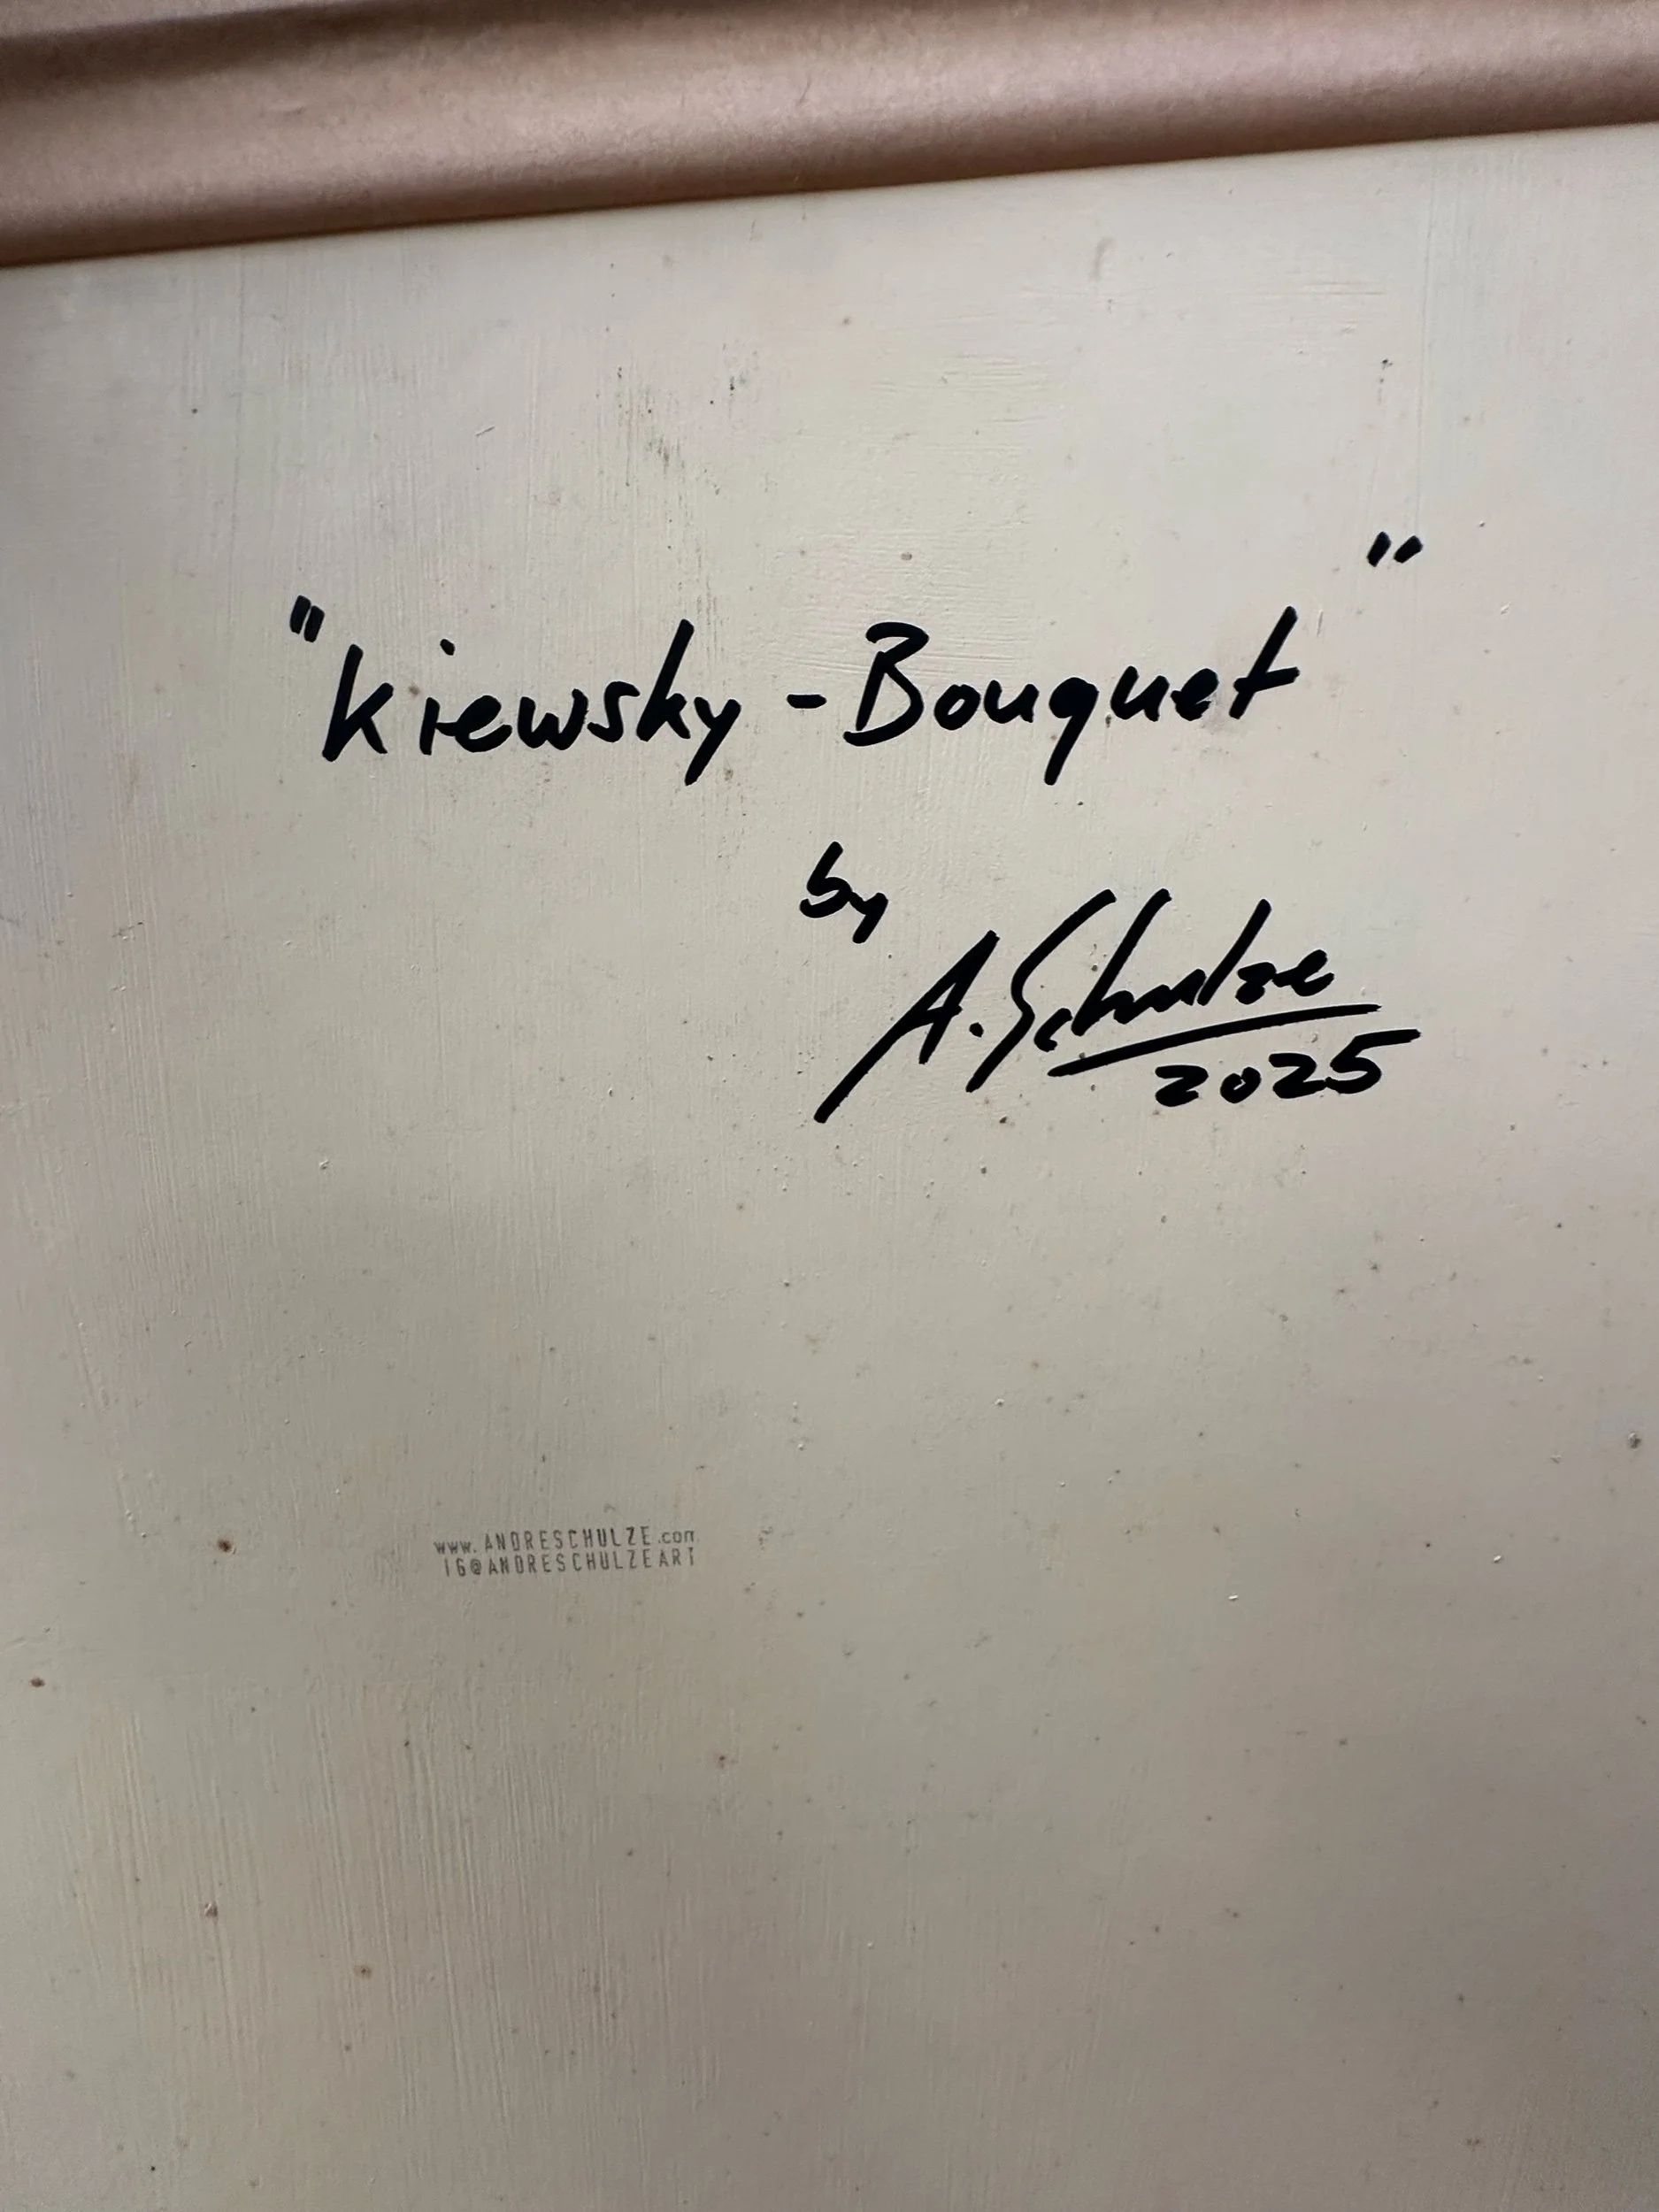 "Kiewsky - Bouquet"
by
A. Schulze
2025
www.ANDRESCHULZE.com
IG@ANDRESCHULZEART